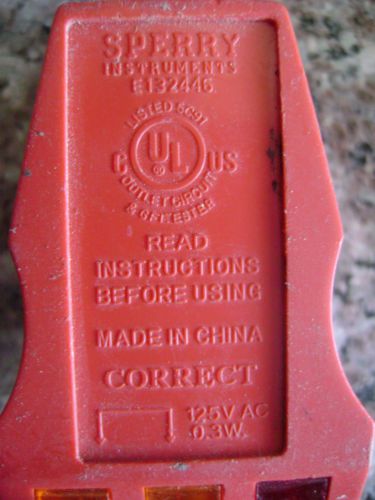 SPERRY
INSTRUMENTS
E132446
LISTED 5C97
C UL US
®
OUTLET CIRCUIT
& GFI TESTER
READ
INSTRUCTIONS
BEFORE USING
MADE IN CHINA
CORRECT
125V AC
0.3W.